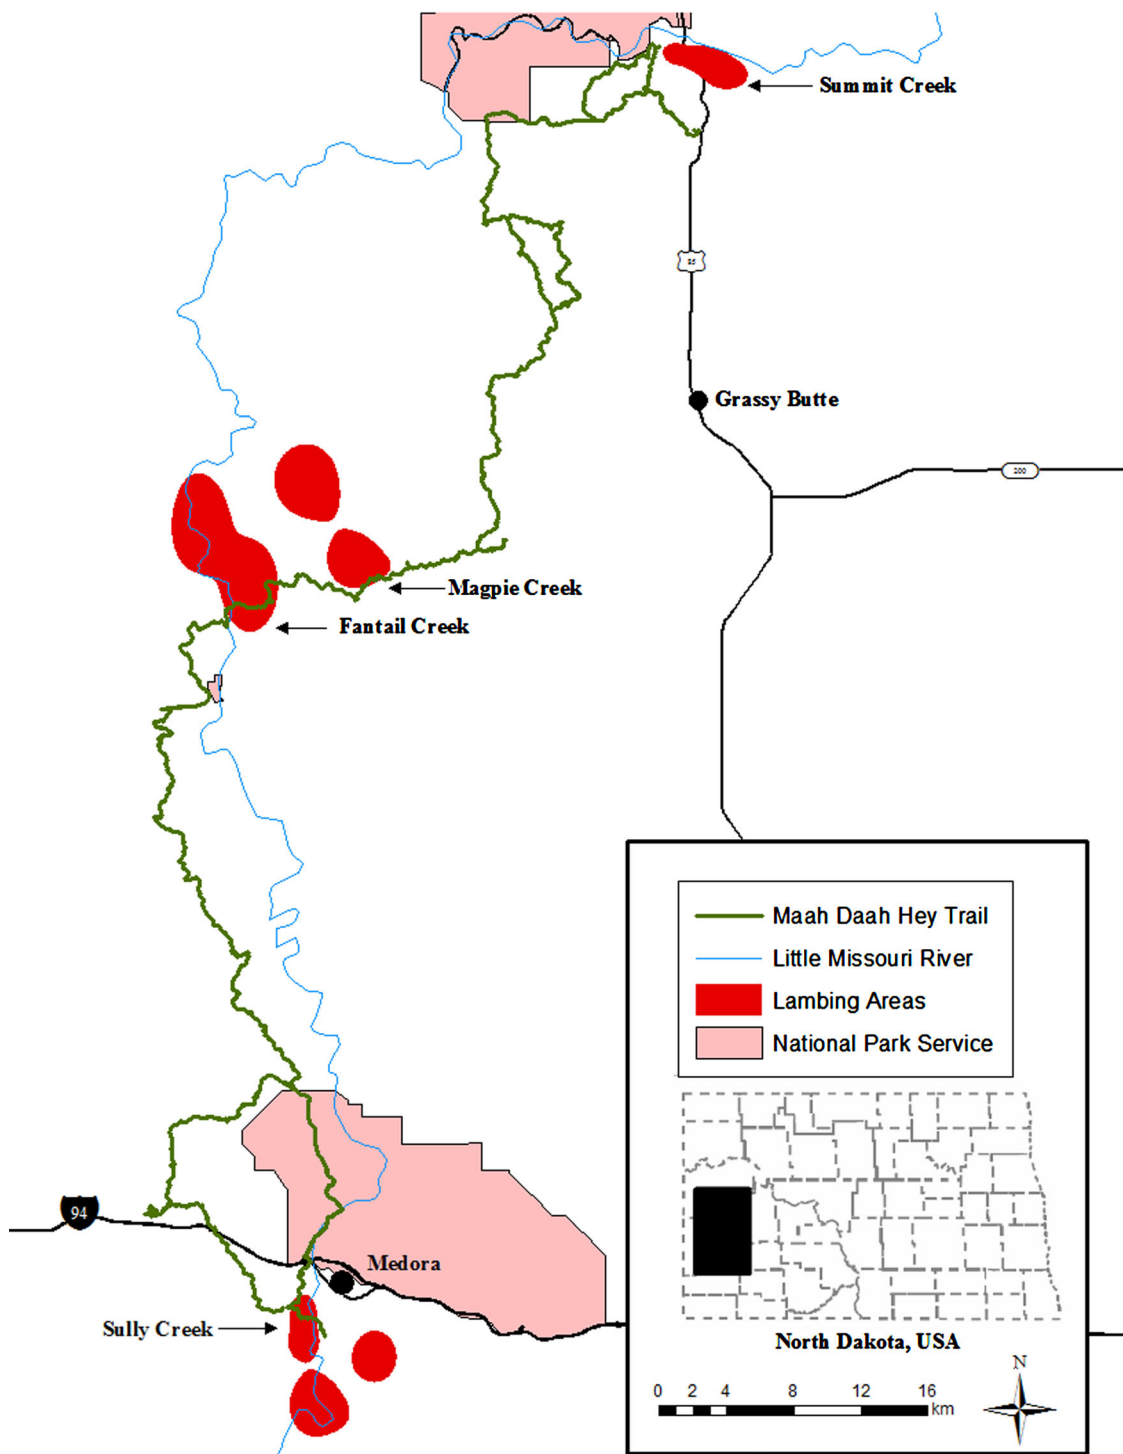 Summit Creek
85
Grassy Butte
200
Magpie Creek
Fantail Creek
94
Medora
Sully Creek
Maah Daah Hey Trail
Little Missouri River
Lambing Areas
National Park Service
North Dakota, USA
N
0 2 4 8 12 16
km